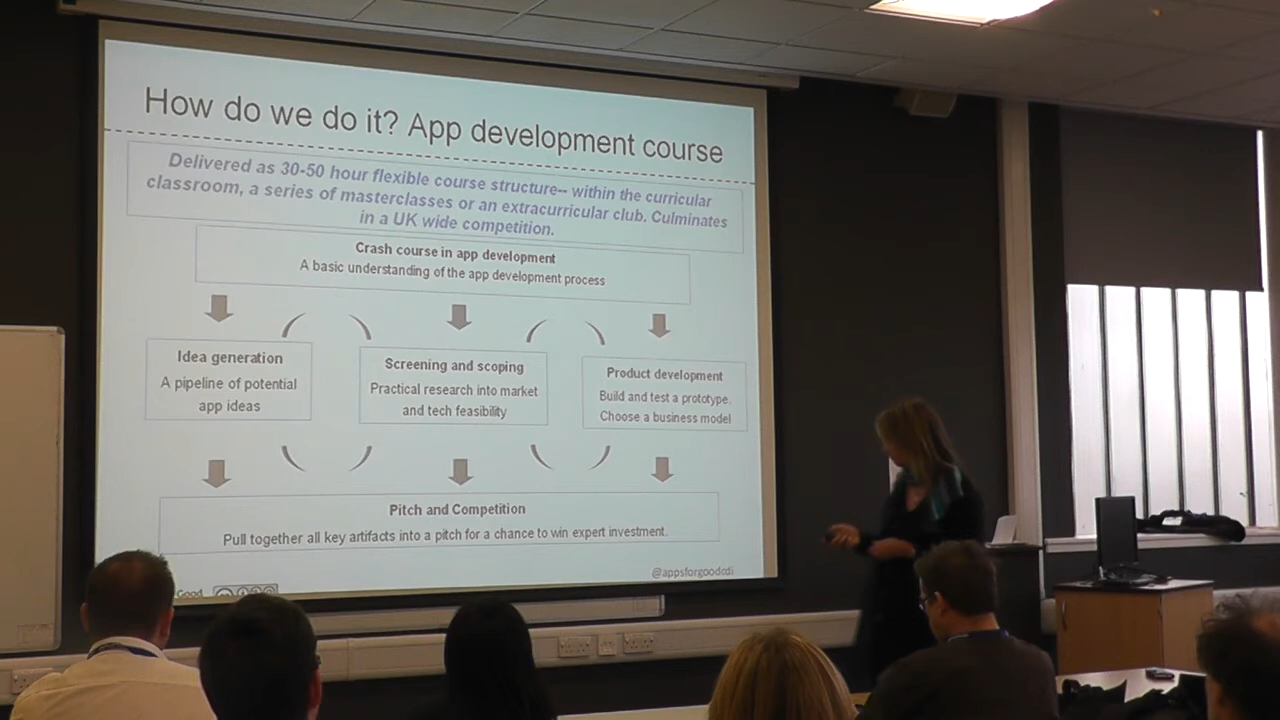 How do we do it? App development course
Delivered as 30-50 hour flexible course structure-- within the curricular
classroom, a series of masterclasses or an extracurricular club. Culminates
in a UK wide competition.
Crash course in app development
A basic understanding of the app development process
Idea generation
A pipeline of potential
app ideas
Screening and scoping
Practical research into market
and tech feasibility
Product development
Build and test a prototype.
Choose a business model
Pitch and Competition
Pull together all key artifacts into a pitch for a chance to win expert investment.
@appsforgoodcdi
Good